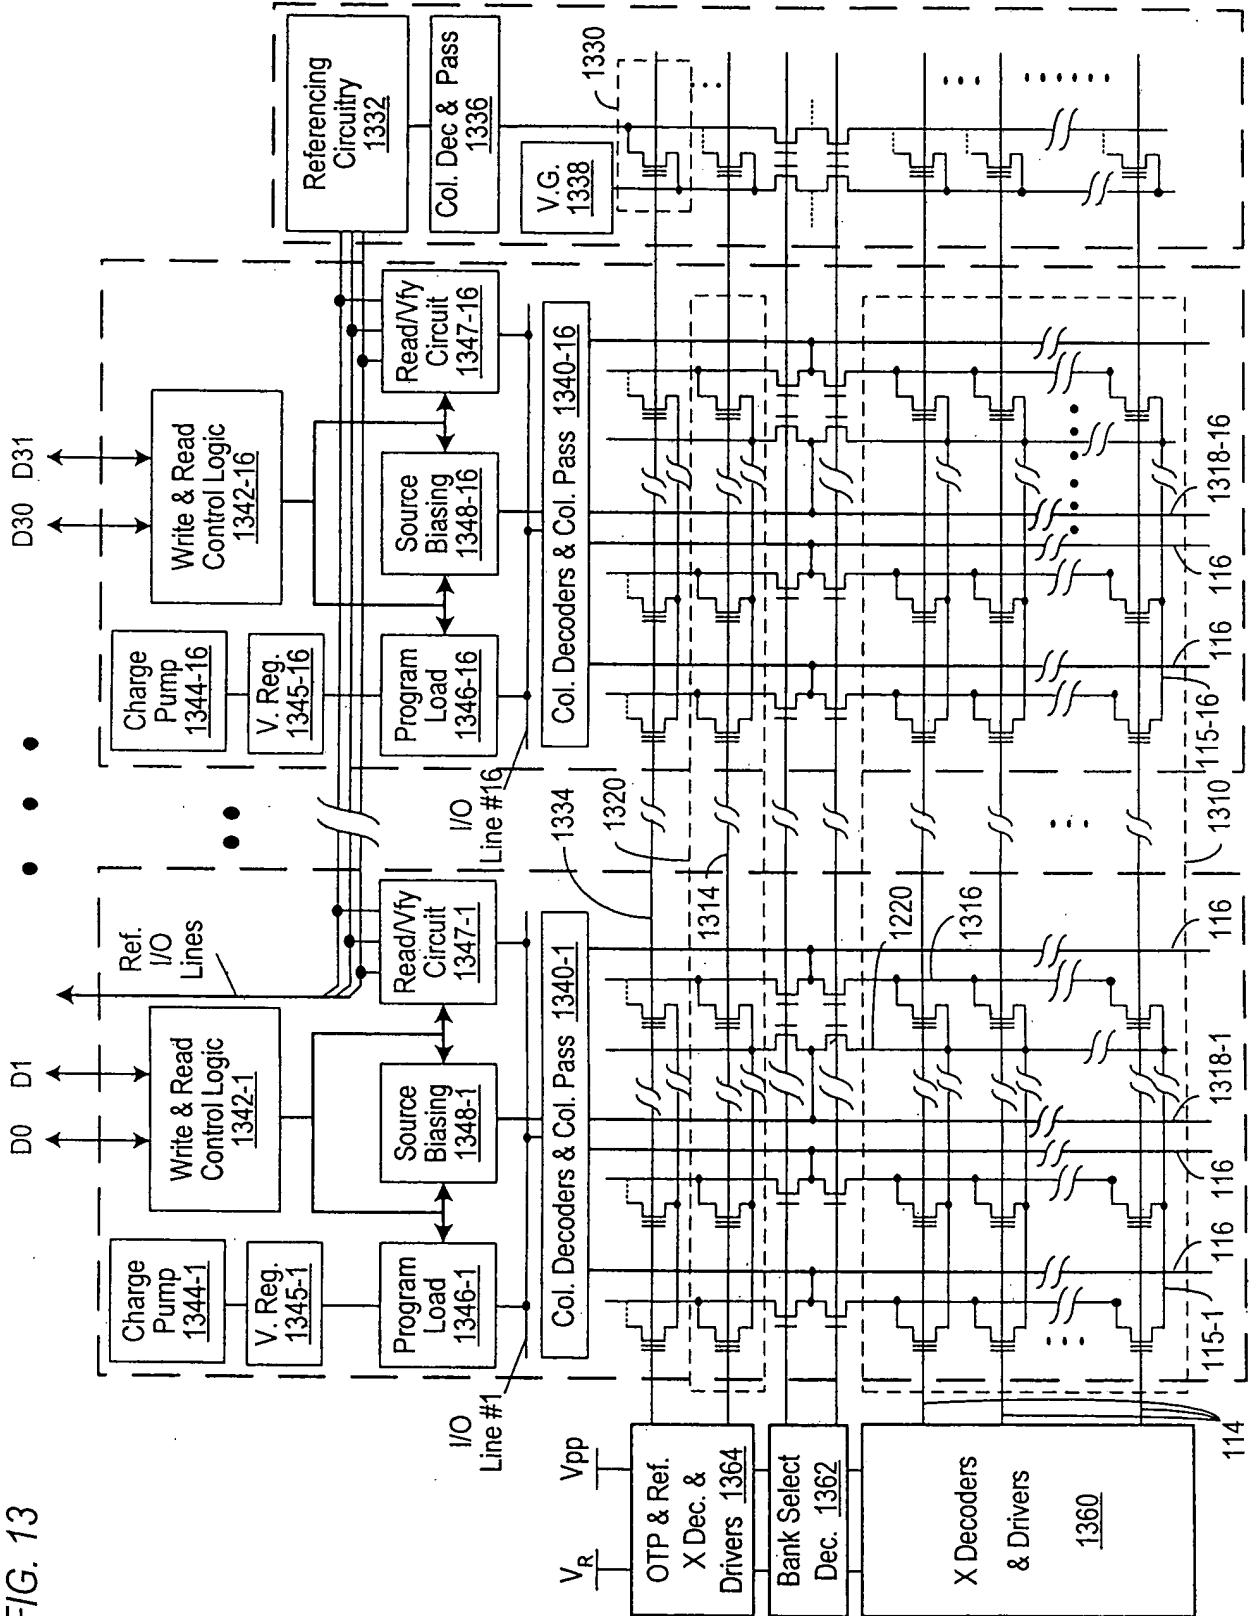 FIG. 13
D0
D1
D30
D31
Ref.
I/O
Lines
Charge
Pump
1344-1
V. Reg.
1345-1
Write & Read
Control Logic
1342-1
Program
Load
1346-1
Source
Biasing
1348-1
Read/Vfy
Circuit
1347-1
I/O
Line #1
Col. Decoders & Col. Pass 1340-1
Charge
Pump
1344-16
V. Reg.
1345-16
Write & Read
Control Logic
1342-16
Program
Load
1346-16
Source
Biasing
1348-16
Read/Vfy
Circuit
1347-16
I/O
Line #16
Col. Decoders & Col. Pass 1340-16
Referencing
Circuitry
1332
Col. Dec & Pass
1336
V.G.
1338
1330
1334
1320
1314
1220
1316
VR
Vpp
OTP & Ref.
X Dec. &
Drivers 1364
Bank Select
Dec. 1362
X Decoders
& Drivers
1360
114
115-1
116
116
1318-1
116
1310
115-16
116
116
1318-16